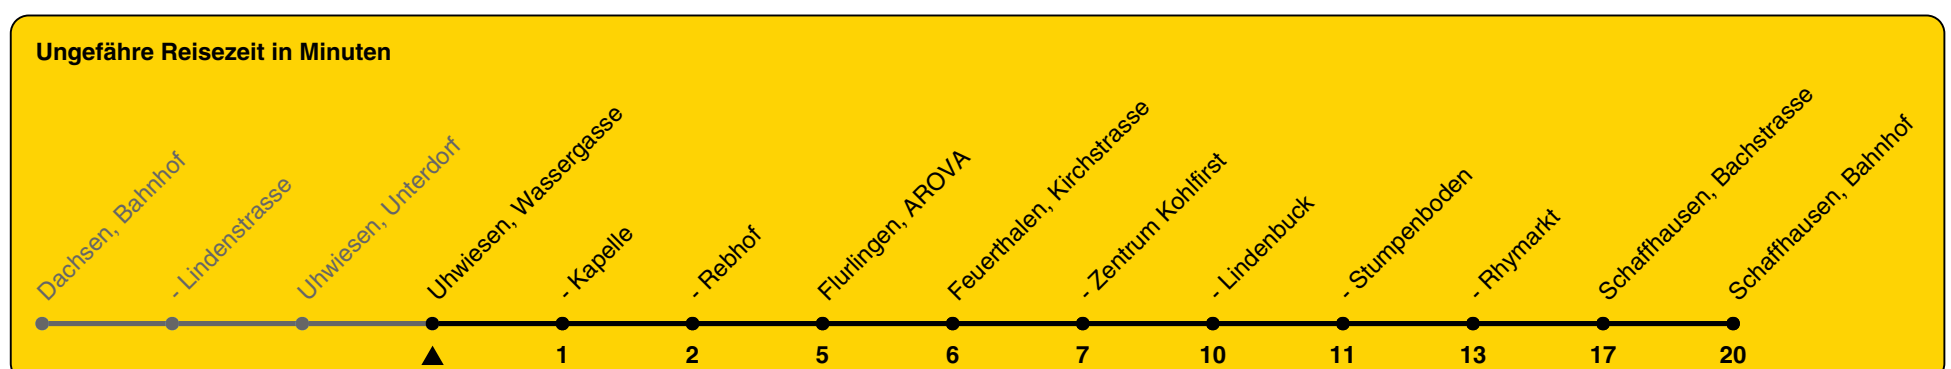 Ungefähre Reisezeit in Minuten
Dachsen, Bahnhof
- Lindenstrasse
Uhwiesen, Unterdorf
Uhwiesen, Wassergasse
- Kapelle
- Rebhof
Flurlingen, AROVA
Feuerthalen, Kirchstrasse
- Zentrum Kohlfirst
- Lindenbuck
- Stumpenboden
- Rhymarkt
Schaffhausen, Bachstrasse
Schaffhausen, Bahnhof
1 2 5 6 7 10 11 13 17 20